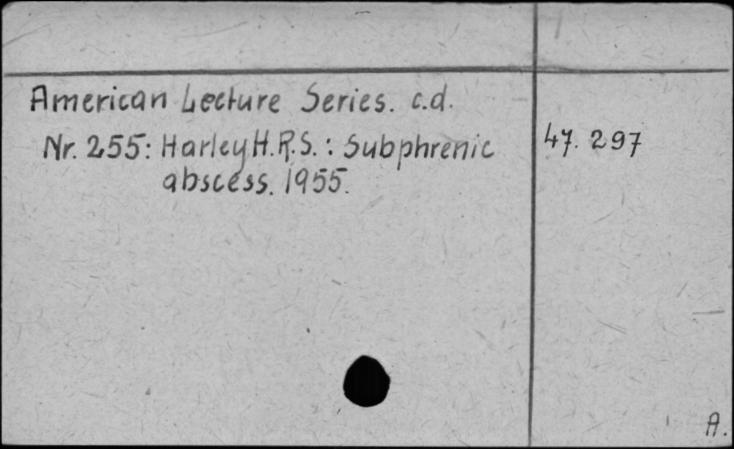 American Lecture Series. c.d.
Nr. 255: Harley H.R.S.: Subphrenic
abscess. 1955.
47. 297
A.